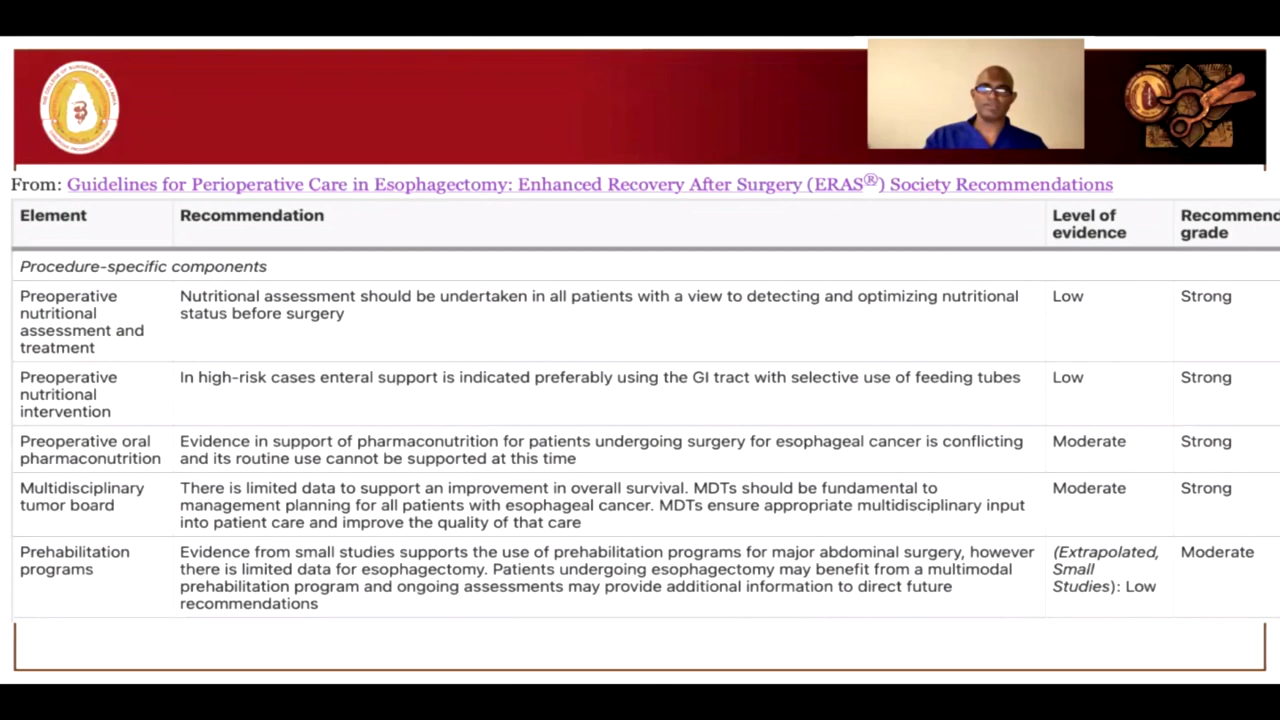 THE COLLEGE OF SURGEONS OF SRI LANKA
From: Guidelines for Perioperative Care in Esophagectomy: Enhanced Recovery After Surgery (ERAS®) Society Recommendations
Element Recommendation Level of evidence Recommend grade
Procedure-specific components
Preoperative nutritional assessment and treatment
Nutritional assessment should be undertaken in all patients with a view to detecting and optimizing nutritional
status before surgery
Low Strong
Preoperative nutritional intervention
In high-risk cases enteral support is indicated preferably using the GI tract with selective use of feeding tubes
Low Strong
Preoperative oral pharmaconutrition
Evidence in support of pharmaconutrition for patients undergoing surgery for esophageal cancer is conflicting
and its routine use cannot be supported at this time
Moderate Strong
Multidisciplinary tumor board
There is limited data to support an improvement in overall survival. MDTs should be fundamental to
management planning for all patients with esophageal cancer. MDTs ensure appropriate multidisciplinary input
into patient care and improve the quality of that care
Moderate Strong
Prehabilitation programs
Evidence from small studies supports the use of prehabilitation programs for major abdominal surgery, however
there is limited data for esophagectomy. Patients undergoing esophagectomy may benefit from a multimodal
prehabilitation program and ongoing assessments may provide additional information to direct future
recommendations
(Extrapolated, Small Studies): Low Moderate